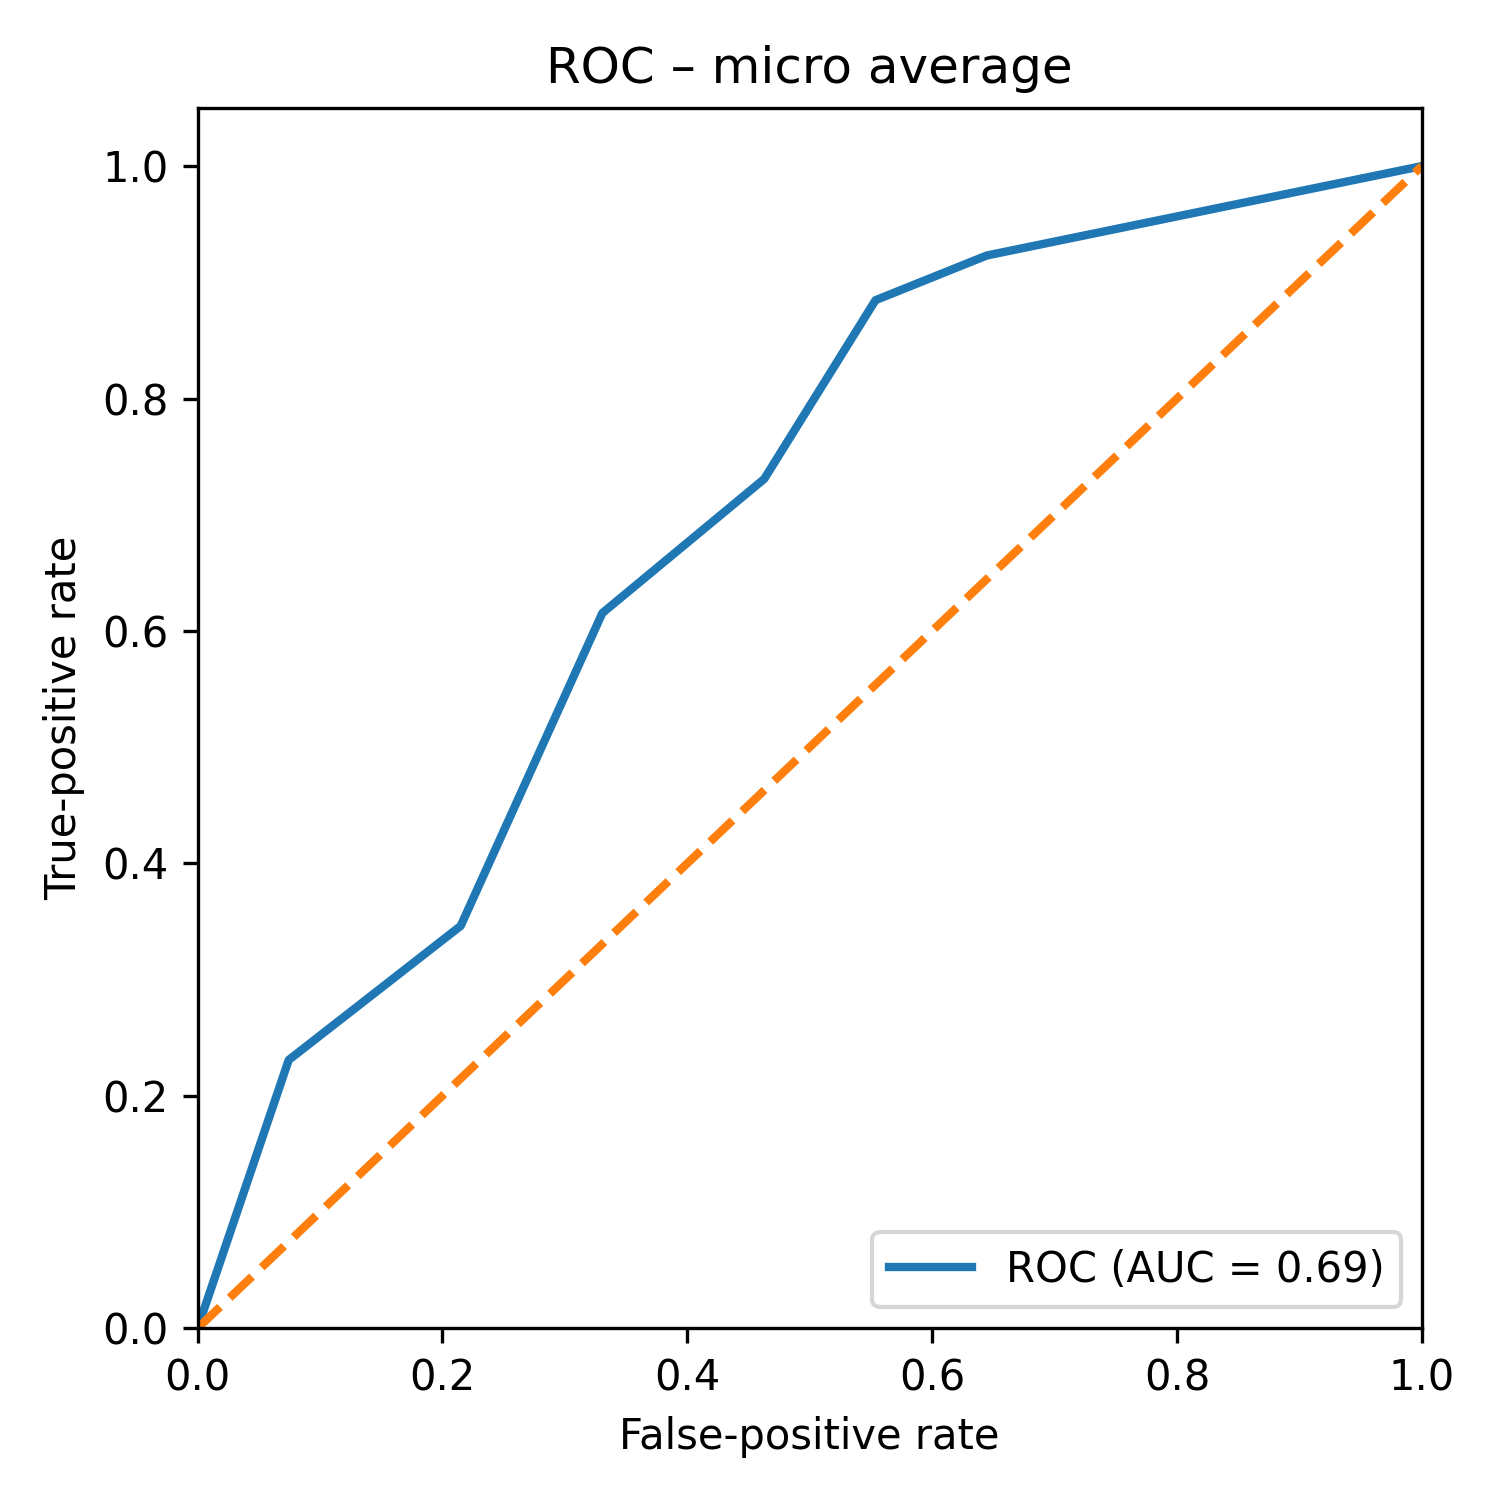 ROC – micro average
1.0
0.8
0.6
0.4
0.2
0.0
True-positive rate
ROC (AUC = 0.69)
0.0 0.2 0.4 0.6 0.8 1.0
False-positive rate